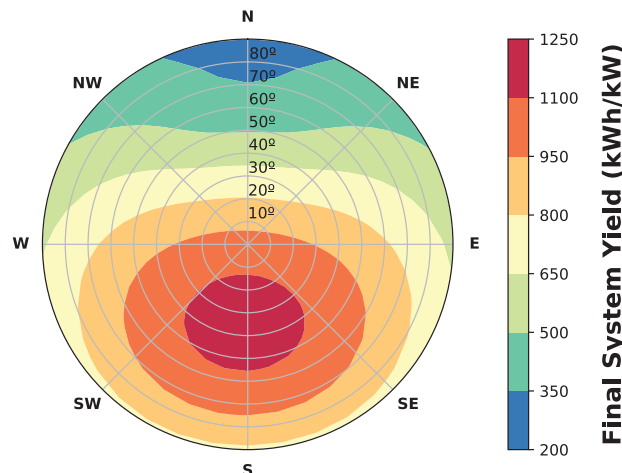 N
NE
E
SE
S
SW
W
NW
80º
70º
60º
50º
40º
30º
20º
10º
1250
1100
950
800
650
500
350
200
Final System Yield (kWh/kW)